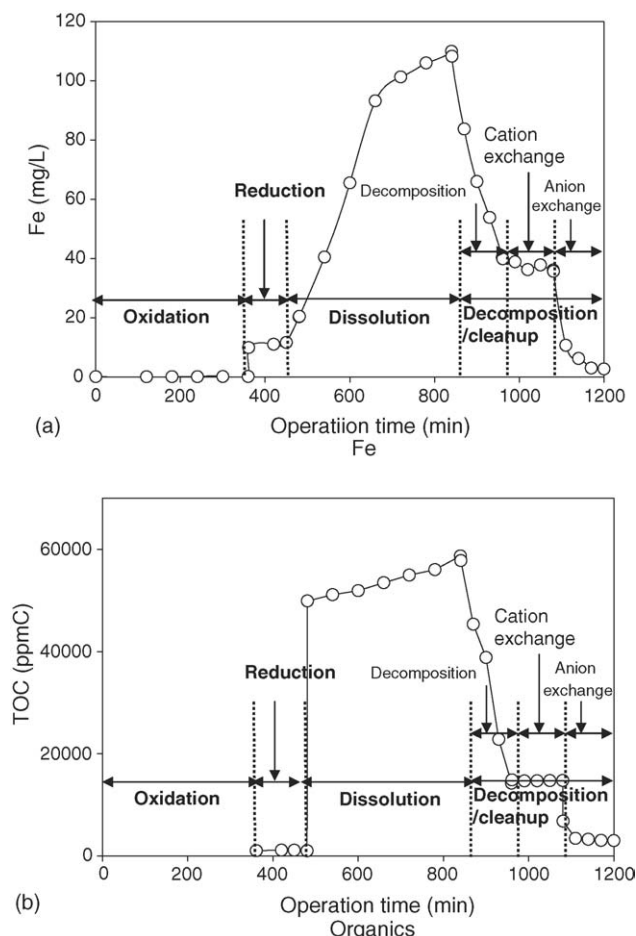 120
100
80
60
40
20
0
Fe (mg/L)
Cation
exchange
Reduction
Decomposition
Anion
exchange
Oxidation
Dissolution
Decomposition
/cleanup
0 200 400 600 800 1000 1200
(a)
Operatiion time (min)
Fe
60000
40000
20000
0
TOC (ppmC)
Cation
exchange
Reduction
Decomposition
Anion
exchange
Oxidation
Dissolution
Decomposition
/cleanup
0 200 400 600 800 1000 1200
(b)
Operation time (min)
Organics